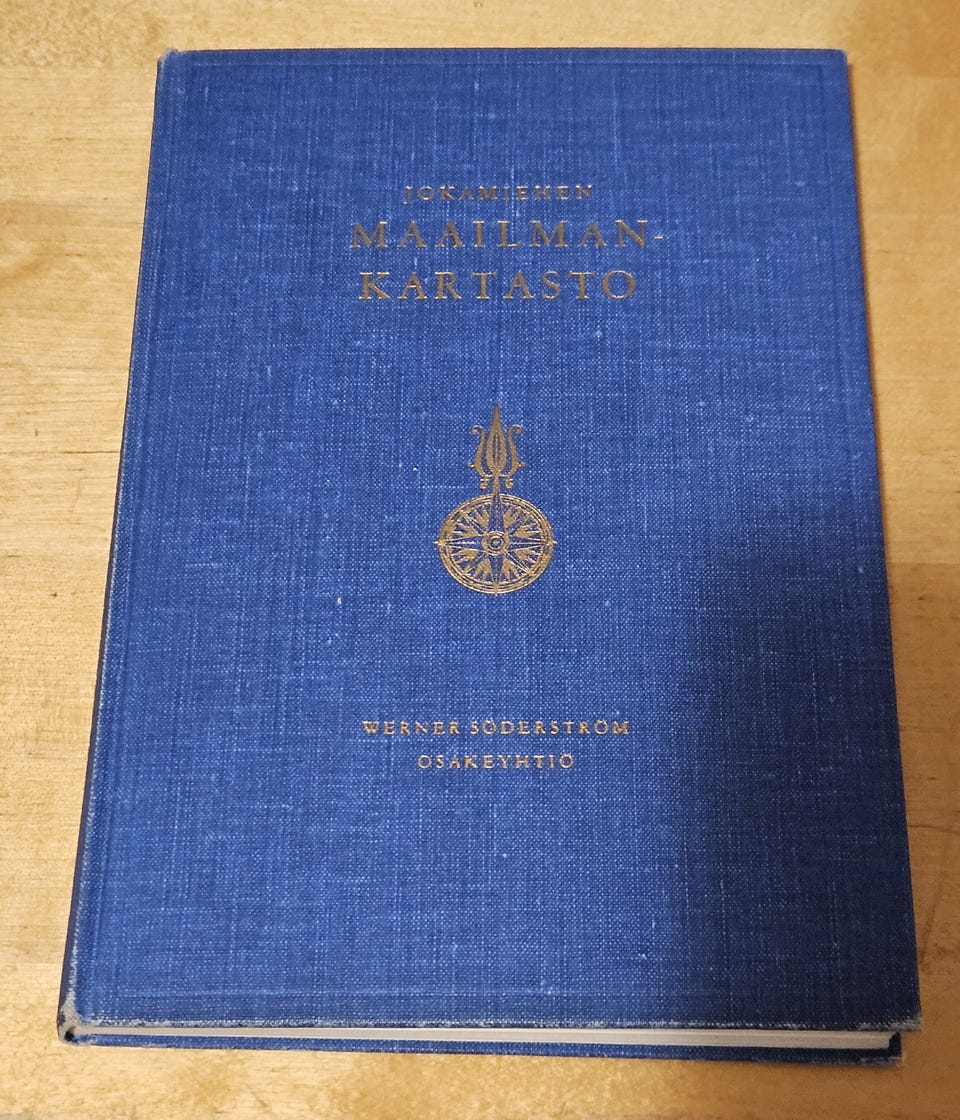 JOKAMIEHEN
MAAILMAN-
KARTASTO
WERNER SÖDERSTRÖM
OSAKEYHTIÖ